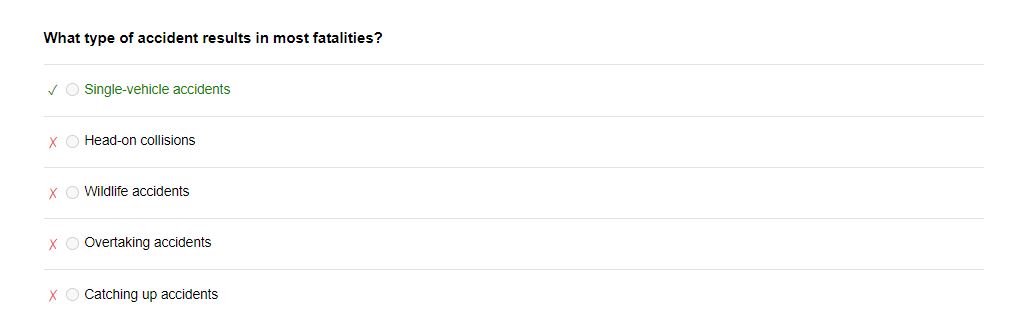 What type of accident results in most fatalities?
✓ Single-vehicle accidents
X Head-on collisions
X Wildlife accidents
X Overtaking accidents
X Catching up accidents